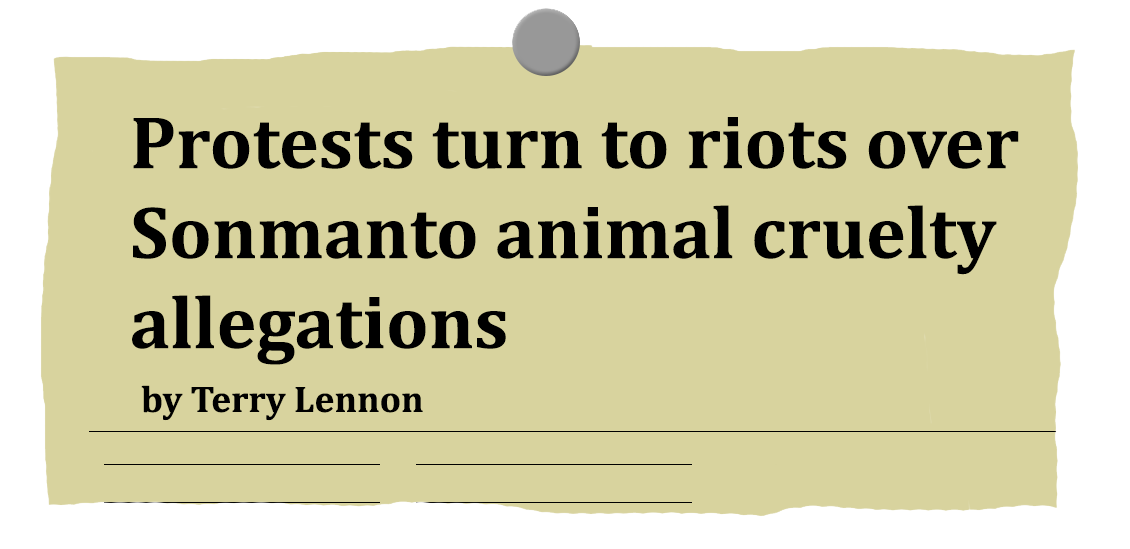 Protests turn to riots over
Sonmanto animal cruelty
allegations
by Terry Lennon